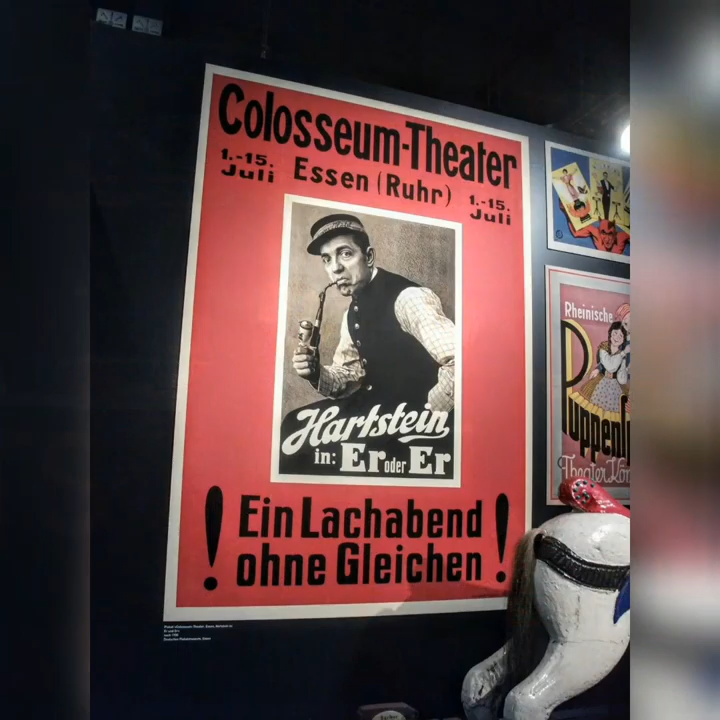 Colosseum-Theater
1.-15.
Juli
Essen (Ruhr)
1.-15.
Juli
Hartstein
in: Er oder Er
! Ein Lachabend !
ohne Gleichen
Rheinische
Puppen
Theater